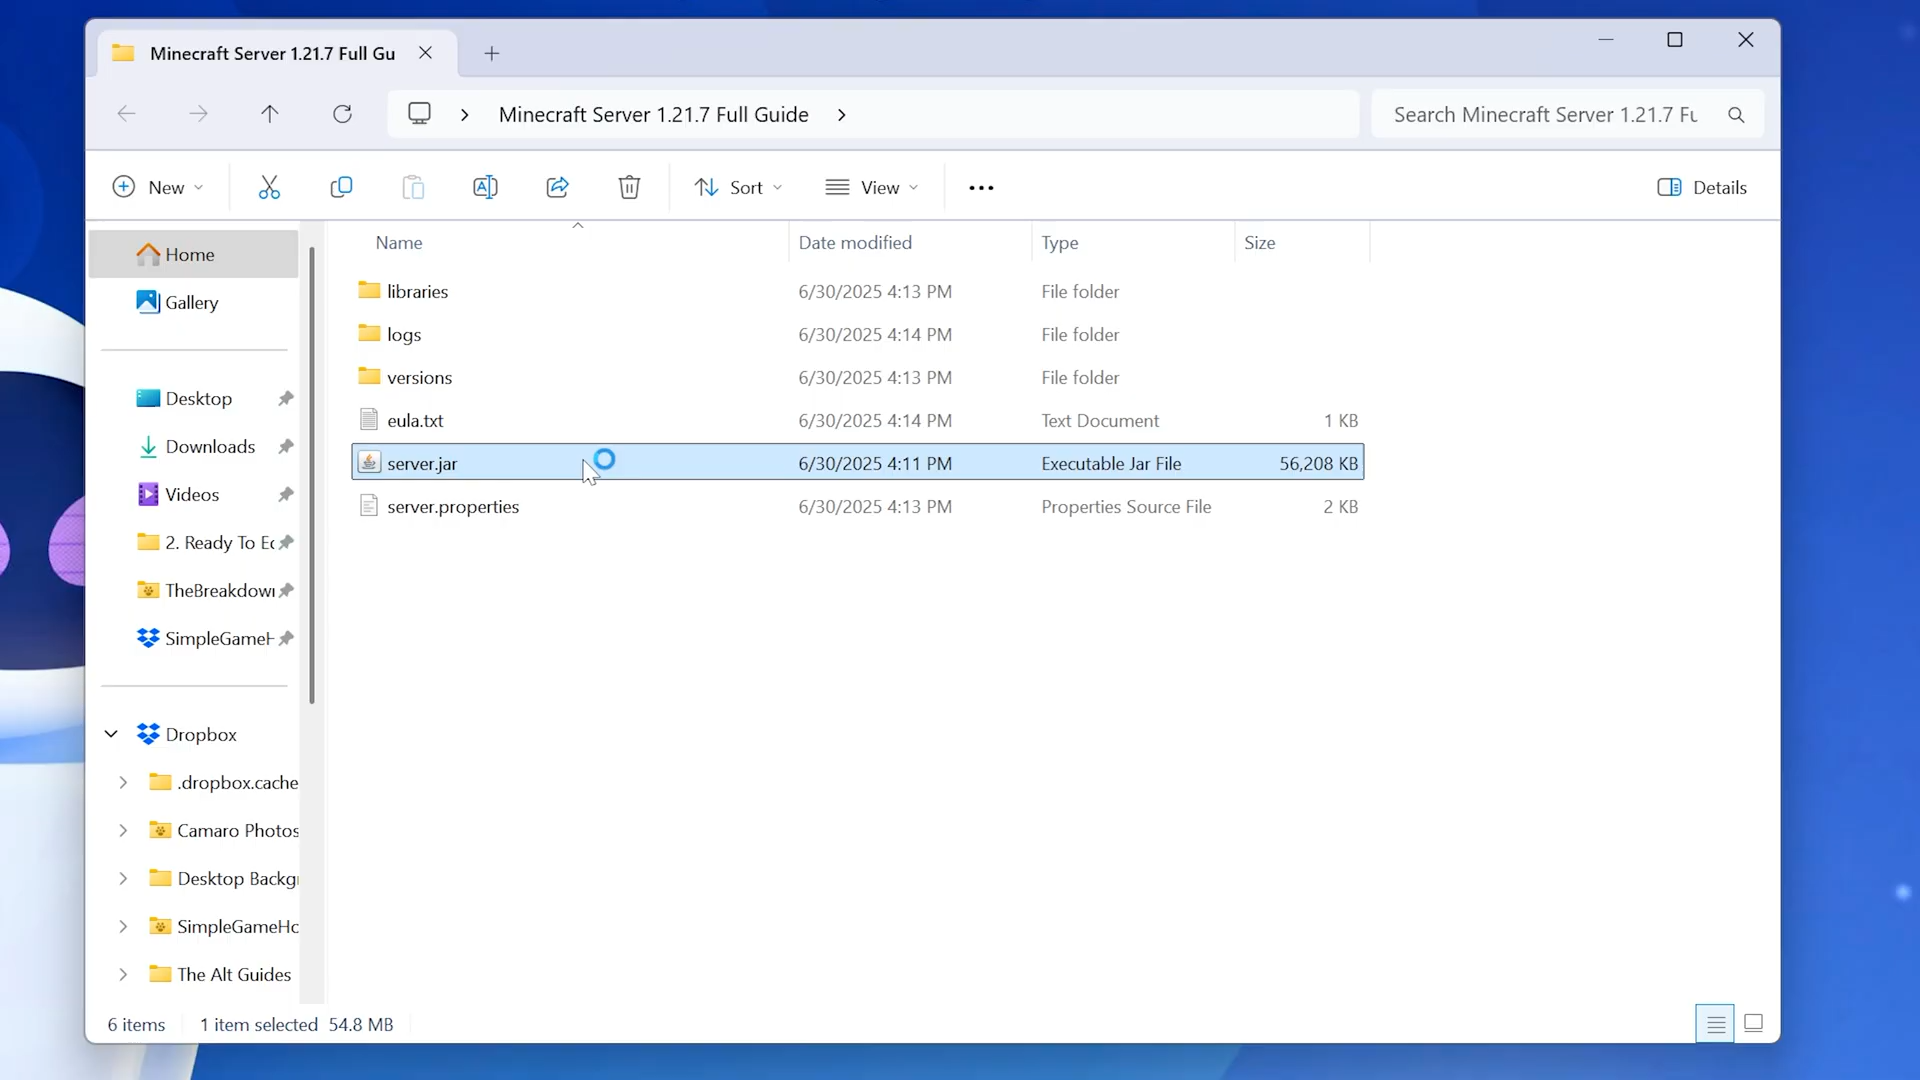 Minecraft Server 1.21.7 Full Gu
Minecraft Server 1.21.7 Full Guide
Search Minecraft Server 1.21.7 Fu
New
Sort
View
Details
Name
Date modified
Type
Size
Home
Gallery
Desktop
Downloads
Videos
2. Ready To Ec
TheBreakdow
SimpleGameH
Dropbox
.dropbox.cache
Camaro Photos
Desktop Backgr
SimpleGameHo
The Alt Guides
libraries 6/30/2025 4:13 PM File folder
logs 6/30/2025 4:14 PM File folder
versions 6/30/2025 4:13 PM File folder
eula.txt 6/30/2025 4:14 PM Text Document 1 KB
server.jar 6/30/2025 4:11 PM Executable Jar File 56,208 KB
server.properties 6/30/2025 4:13 PM Properties Source File 2 KB
6 items 1 item selected 54.8 MB